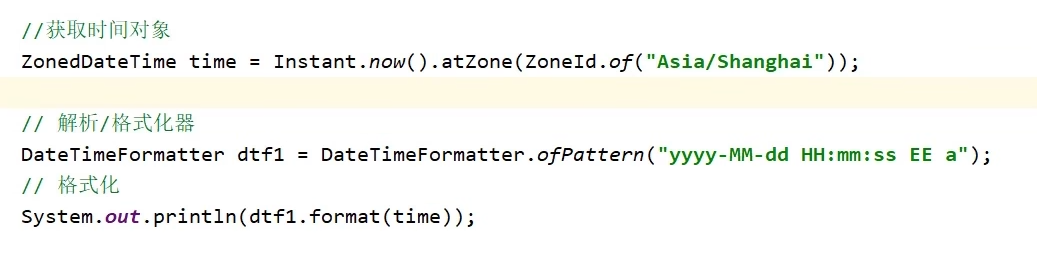 //获取时间对象
ZonedDateTime time = Instant.now().atZone(ZoneId.of("Asia/Shanghai"));
// 解析/格式化器
DateTimeFormatter dtf1 = DateTimeFormatter.ofPattern("yyyy-MM-dd HH:mm:ss EE a");
// 格式化
System.out.println(dtf1.format(time));